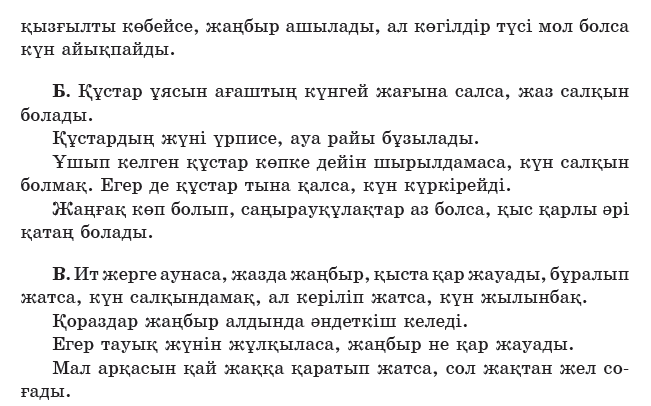 қызғылты көбейсе, жаңбыр ашылады, ал көгілдір түсі мол болса
күн айықпайды.
Б. Құстар ұясын ағаштың күнгей жағына салса, жаз салқын
болады.
Құстардың жүні үрписе, ауа райы бұзылады.
Ұшып келген құстар көпке дейін шырылдамаса, күн салқын
болмақ. Егер де құстар тына қалса, күн күркірейді.
Жаңғақ көп болып, саңырауқұлақтар аз болса, қыс қарлы әрі
қатаң болады.
В. Ит жерге аунаса, жазда жаңбыр, қыста қар жауады, бұралып
жатса, күн салқындамақ, ал керіліп жатса, күн жылынбақ.
Қораздар жаңбыр алдында әндеткіш келеді.
Егер тауық жүнін жұлқыласа, жаңбыр не қар жауады.
Мал арқасын қай жаққа қаратып жатса, сол жақтан жел со-
ғады.